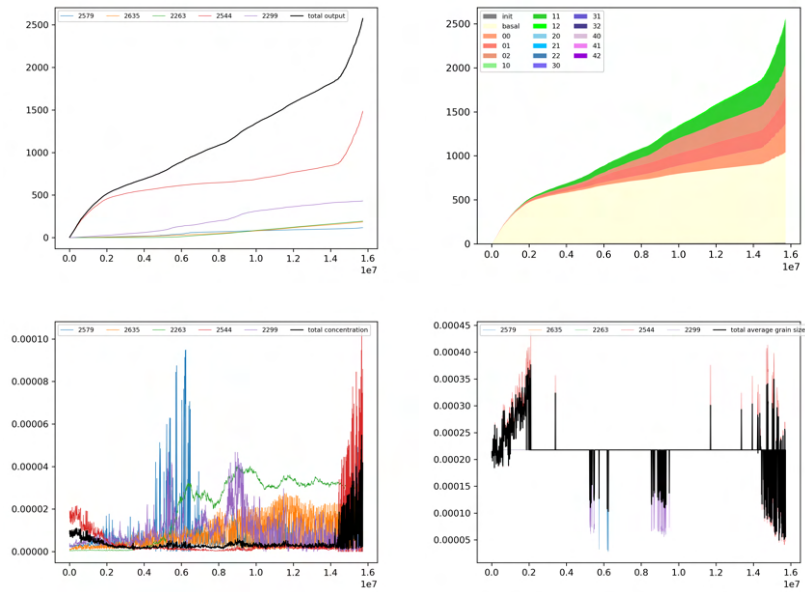 2579 2635 2263 2544 2299 total output
2500
2000
1500
1000
500
0
0.0 0.2 0.4 0.6 0.8 1.0 1.2 1.4 1.6
1e7
init 11 31
basal 12 32
00 20 40
01 21 41
02 22 42
10 30
2500
2000
1500
1000
500
0
0.0 0.2 0.4 0.6 0.8 1.0 1.2 1.4 1.6
1e7
2579 2635 2263 2544 2299 total concentration
0.00010
0.00008
0.00006
0.00004
0.00002
0.00000
0.0 0.2 0.4 0.6 0.8 1.0 1.2 1.4 1.6
1e7
2579 2635 2263 2544 2299 total average grain size
0.00045
0.00040
0.00035
0.00030
0.00025
0.00020
0.00015
0.00010
0.00005
0.0 0.2 0.4 0.6 0.8 1.0 1.2 1.4 1.6
1e7